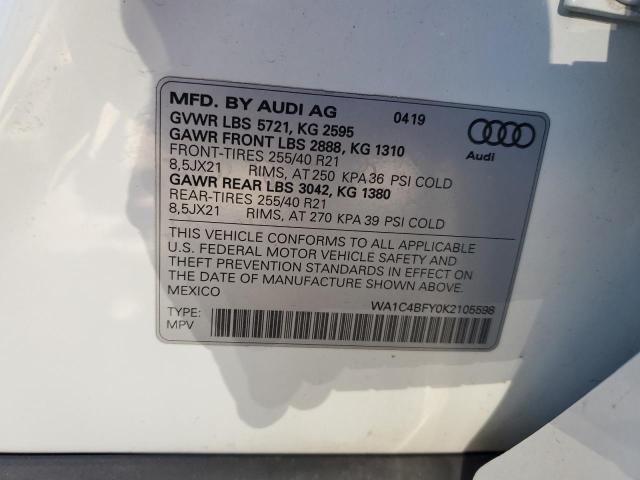 MFD. BY AUDI AG 0419
GVWR LBS 5721, KG 2595
GAWR FRONT LBS 2888, KG 1310
FRONT-TIRES 255/40 R21
8,5JX21 RIMS, AT 250 KPA 36 PSI COLD
GAWR REAR LBS 3042, KG 1380
REAR-TIRES 255/40 R21
8,5JX21 RIMS, AT 270 KPA 39 PSI COLD
Audi
THIS VEHICLE CONFORMS TO ALL APPLICABLE
U.S. FEDERAL MOTOR VEHICLE SAFETY AND
THEFT PREVENTION STANDARDS IN EFFECT ON
THE DATE OF MANUFACTURE SHOWN ABOVE.
MEXICO
WA1C4BFY0K2105598
TYPE:
MPV